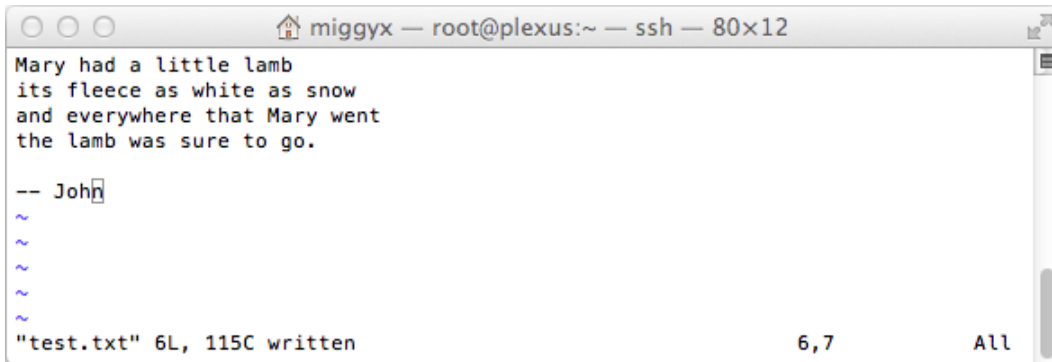 miggyx — root@plexus:~ — ssh — 80×12
Mary had a little lamb
its fleece as white as snow
and everywhere that Mary went
the lamb was sure to go.

-- John
~
~
~
~
~
"test.txt" 6L, 115C written 6,7 All